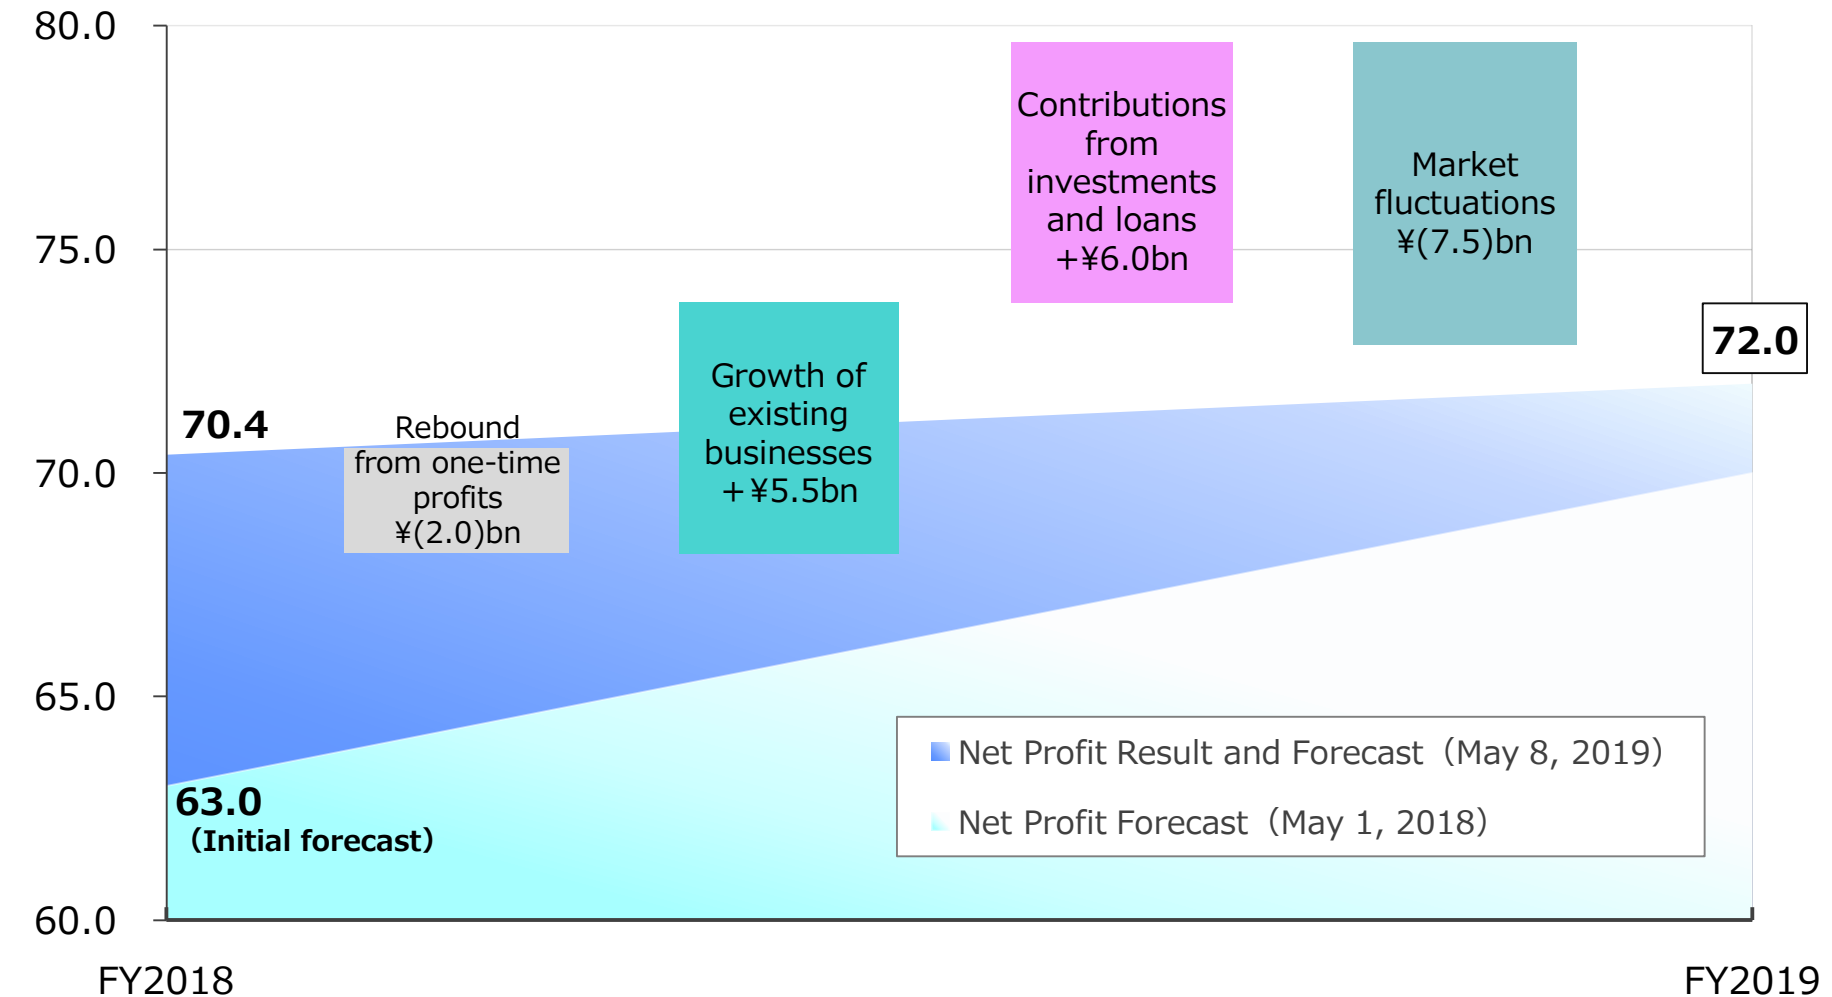 80.0
75.0
70.0
65.0
60.0
70.4
Rebound
from one-time
profits
¥(2.0)bn
Growth of
existing
businesses
+¥5.5bn
Contributions
from
investments
and loans
+¥6.0bn
Market
fluctuations
¥(7.5)bn
72.0
63.0
（Initial forecast）
Net Profit Result and Forecast（May 8, 2019）
Net Profit Forecast（May 1, 2018）
FY2018
FY2019